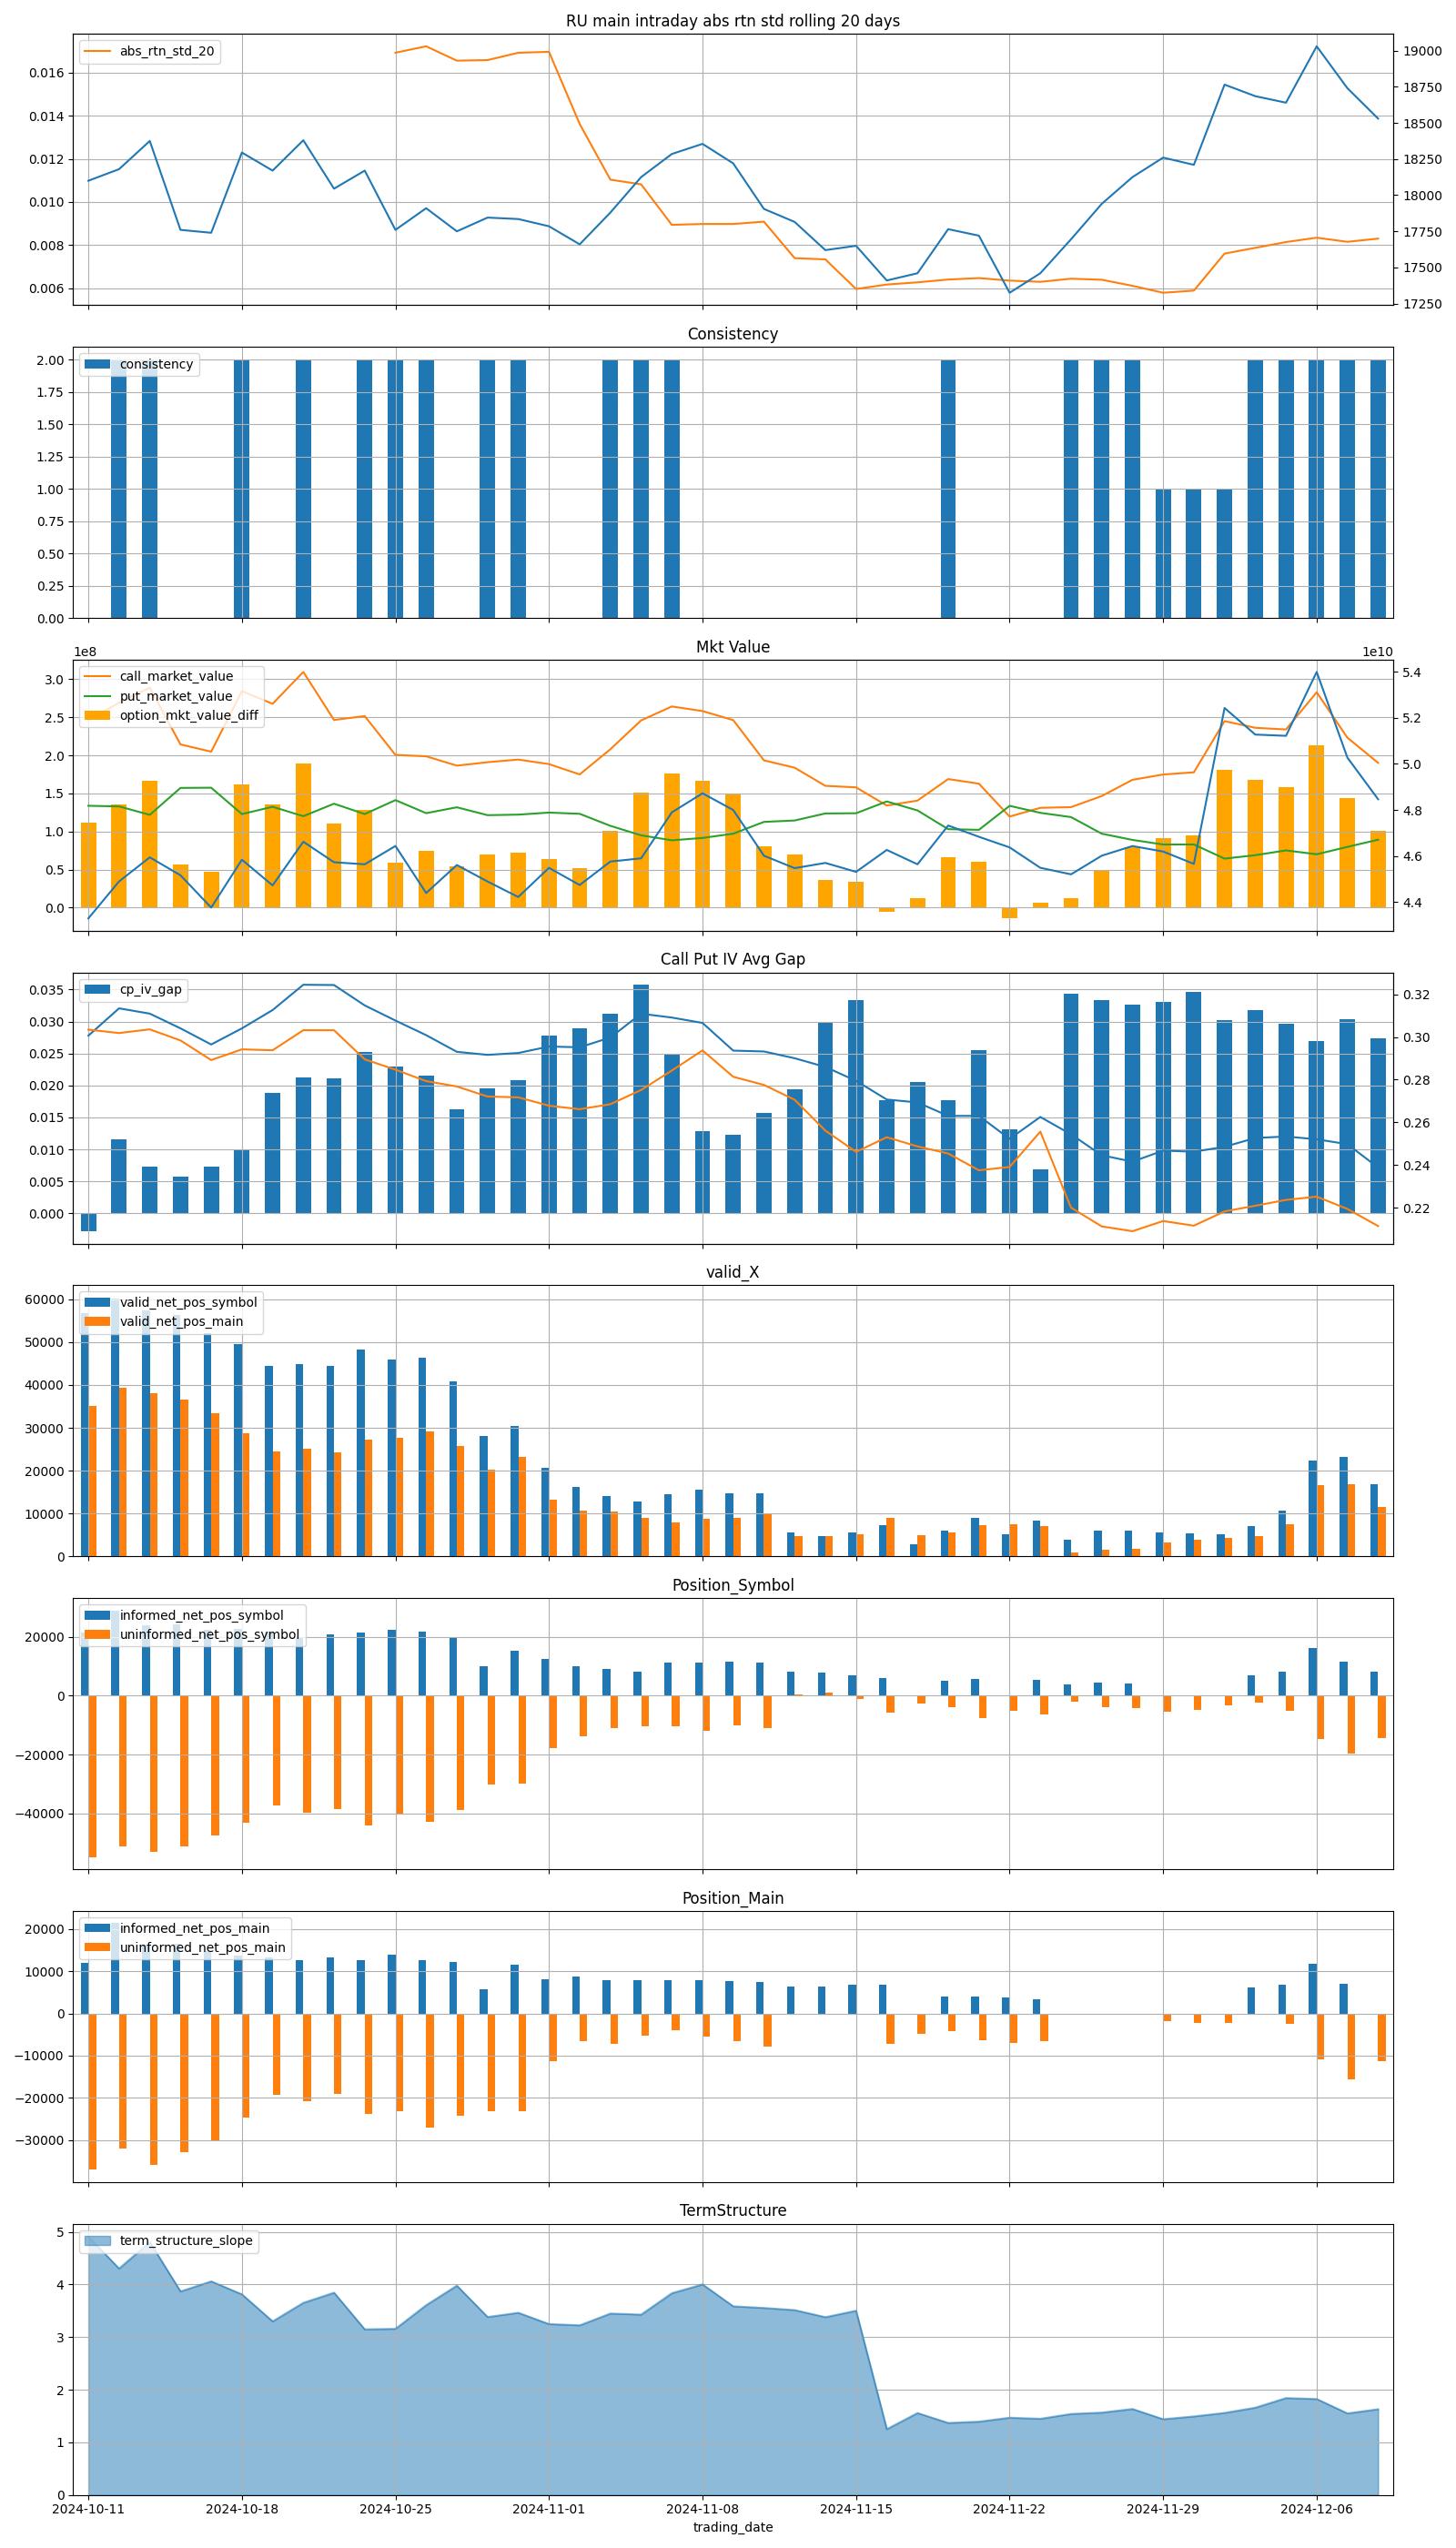 RU main intraday abs rtn std rolling 20 days
abs_rtn_std_20
0.016
0.014
0.012
0.010
0.008
0.006
19000
18750
18500
18250
18000
17750
17500
17250
Consistency
consistency
2.00
1.75
1.50
1.25
1.00
0.75
0.50
0.25
0.00
Mkt Value
1e8
1e10
call_market_value
put_market_value
option_mkt_value_diff
3.0
2.5
2.0
1.5
1.0
0.5
0.0
5.4
5.2
5.0
4.8
4.6
4.4
Call Put IV Avg Gap
cp_iv_gap
0.035
0.030
0.025
0.020
0.015
0.010
0.005
0.000
0.32
0.30
0.28
0.26
0.24
0.22
valid_X
valid_net_pos_symbol
valid_net_pos_main
60000
50000
40000
30000
20000
10000
0
Position_Symbol
informed_net_pos_symbol
uninformed_net_pos_symbol
20000
0
−20000
−40000
Position_Main
informed_net_pos_main
uninformed_net_pos_main
20000
10000
0
−10000
−20000
−30000
TermStructure
term_structure_slope
5
4
3
2
1
0
2024-10-11 2024-10-18 2024-10-25 2024-11-01 2024-11-08 2024-11-15 2024-11-22 2024-11-29 2024-12-06
trading_date